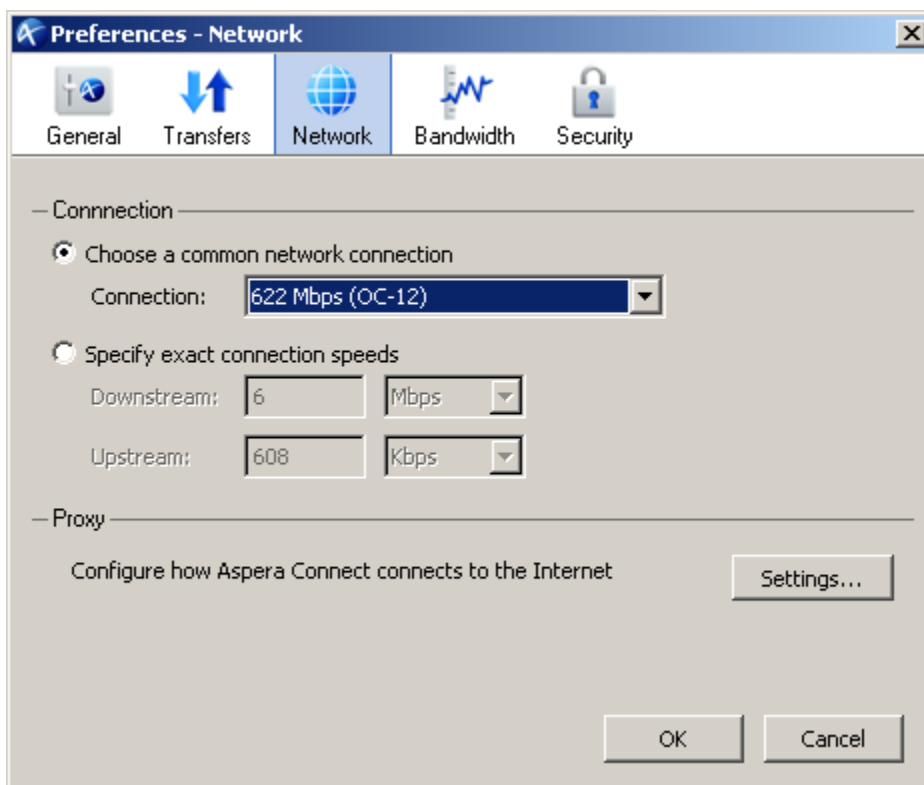 Preferences - Network
General Transfers Network Bandwidth Security
Connnection
Choose a common network connection
Connection: 622 Mbps (OC-12)
Specify exact connection speeds
Downstream: 6 Mbps
Upstream: 608 Kbps
Proxy
Configure how Aspera Connect connects to the Internet Settings...
OK Cancel